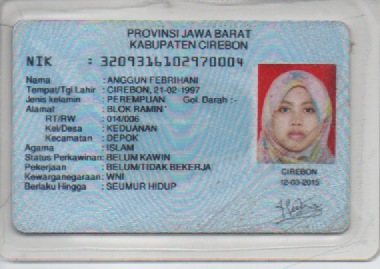 PROVINSI JAWA BARAT
KABUPATEN CIREBON
NIK : 3209316102970004
Nama : ANGGUN FEBRIHANI
Tempat/Tgl Lahir : CIREBON, 21-02-1997
Jenis kelamin : PEREMPUAN Gol. Darah :-
Alamat : BLOK RAMIN
RT/RW : 014/006
Kel/Desa : KEDUANAN
Kecamatan : DEPOK
Agama : ISLAM
Status Perkawinan: BELUM KAWIN
Pekerjaan : BELUM/TIDAK BEKERJA
Kewarganegaraan: WNI
Berlaku Hingga : SEUMUR HIDUP
CIREBON
12-03-2015